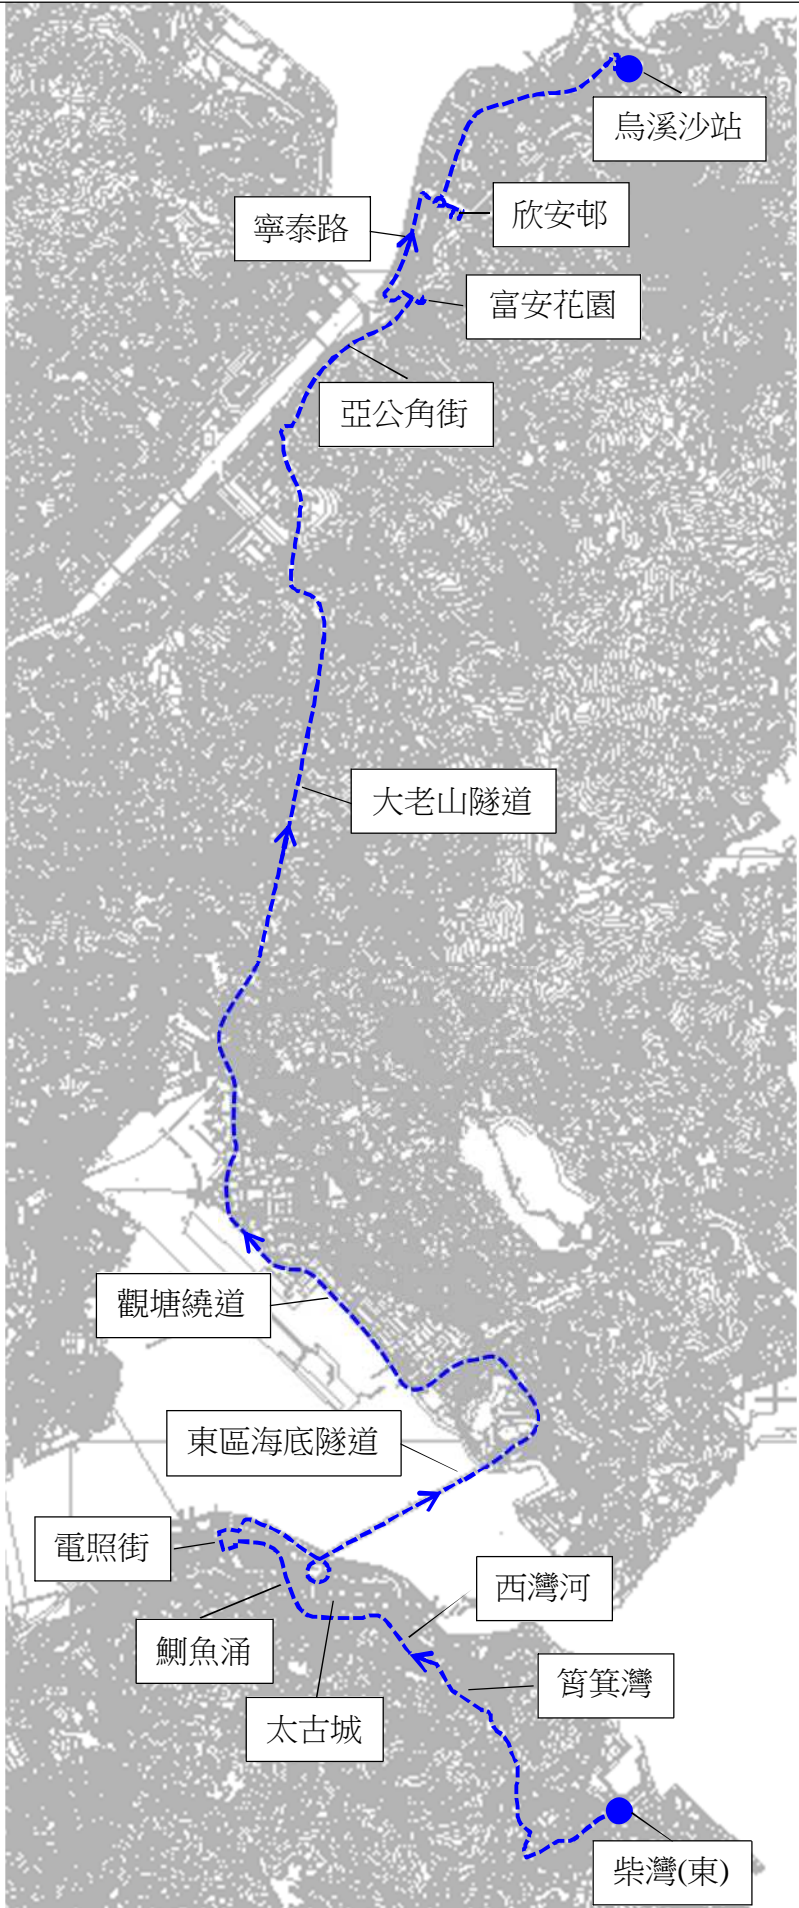 烏溪沙站
欣安邨
寧泰路
富安花園
亞公角街
大老山隧道
觀塘繞道
東區海底隧道
電照街
西灣河
鰂魚涌
筲箕灣
太古城
柴灣(東)